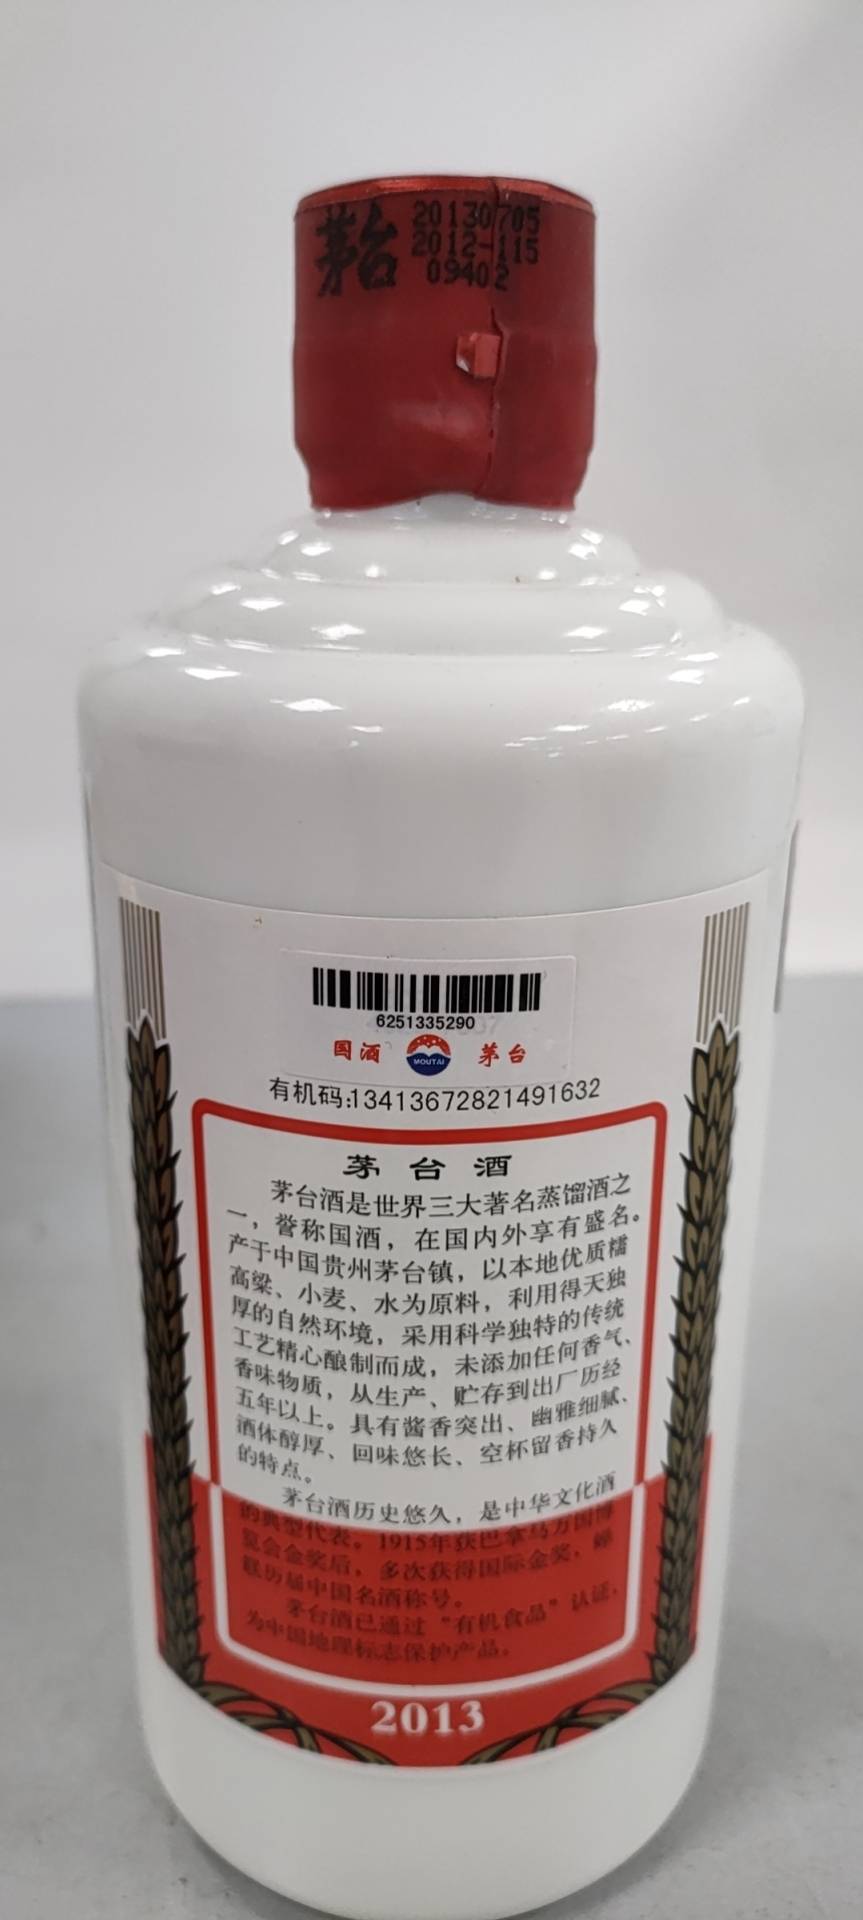 茅台
20130705
2012-115
09402
6251335290
国酒 MOUTAI 茅台
有机码:13413672821491632
茅台酒
茅台酒是世界三大著名蒸馏酒之
一，誉称国酒，在国内外享有盛名。
产于中国贵州茅台镇，以本地优质糯
高粱、小麦、水为原料，利用得天独
厚的自然环境，采用科学独特的传统
工艺精心酿制而成，未添加任何香气、
香味物质，从生产、贮存到出厂历经
五年以上。具有酱香突出、幽雅细腻、
酒体醇厚、回味悠长、空杯留香持久
的特点。
茅台酒历史悠久，是中华文化酒
的典型代表。1915年获巴拿马万国博
览会金奖后，多次获得国际金奖，蝉
联历届中国名酒称号。
茅台酒已通过“有机食品”认证，
为中国地理标志保护产品。
2013